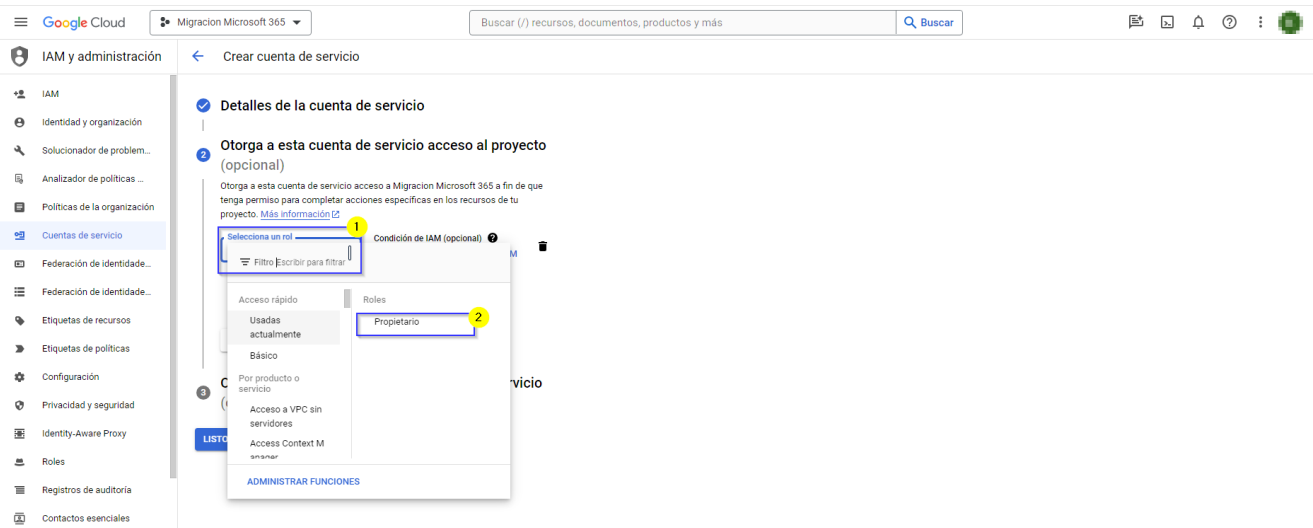 Google Cloud
Migracion Microsoft 365
Buscar (/) recursos, documentos, productos y más
Buscar
IAM y administración
Crear cuenta de servicio
IAM
Identidad y organización
Solucionador de problem...
Analizador de políticas ...
Políticas de la organización
Cuentas de servicio
Federación de identidade...
Federación de identidade...
Etiquetas de recursos
Etiquetas de políticas
Configuración
Privacidad y seguridad
Identity-Aware Proxy
Roles
Registros de auditoría
Contactos esenciales
Detalles de la cuenta de servicio
2
Otorga a esta cuenta de servicio acceso al proyecto
(opcional)
Otorga a esta cuenta de servicio acceso a Migracion Microsoft 365 a fin de que
tenga permiso para completar acciones específicas en los recursos de tu
proyecto. Más información
1
Selecciona un rol
Condición de IAM (opcional)
M
Filtro Escribir para filtrar
Acceso rápido
Usadas
actualmente
Básico
Por producto o
servicio
Acceso a VPC sin
servidores
Access Context M
anager
Roles
Propietario
2
ADMINISTRAR FUNCIONES
3
vicio
LISTO